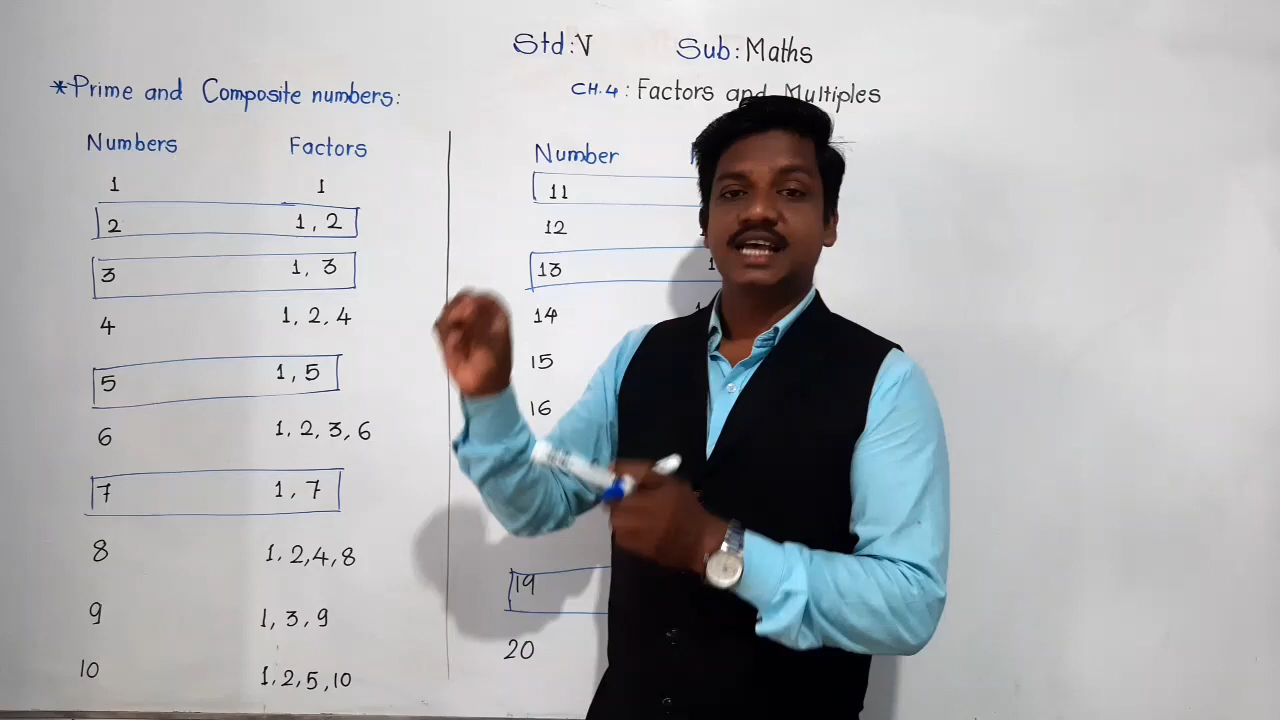 Std: V Sub: Maths
CH.4: Factors and Multiples
*Prime and Composite numbers:
Numbers Factors
1 1
2 1, 2
3 1, 3
4 1, 2, 4
5 1, 5
6 1, 2, 3, 6
7 1, 7
8 1, 2, 4, 8
9 1, 3, 9
10 1, 2, 5, 10
Number
11
12
13
14
15
16
19
20